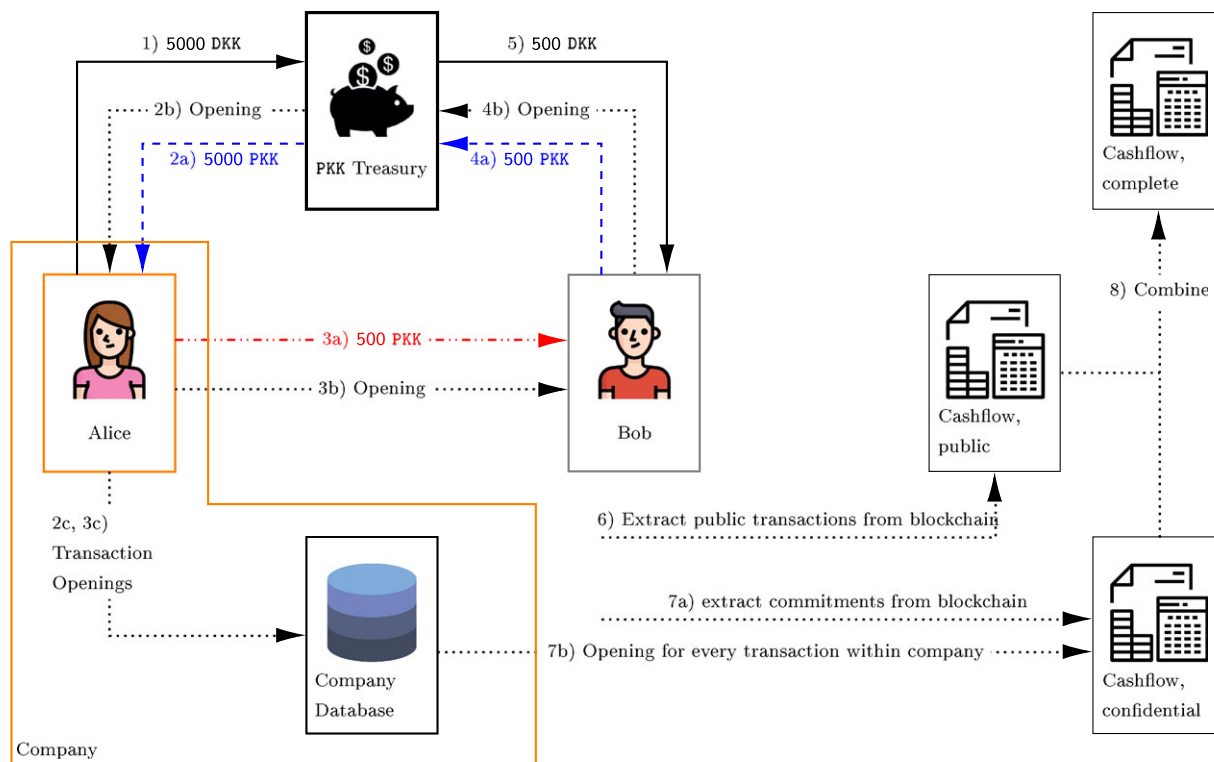 1) 5000 DKK
5) 500 DKK
2b) Opening
4b) Opening
2a) 5000 PKK
4a) 500 PKK
$
$
$
PKK Treasury
Cashflow,
complete
8) Combine
3a) 500 PKK
3b) Opening
Alice
Bob
Cashflow,
public
2c, 3c)
Transaction
Openings
6) Extract public transactions from blockchain
7a) extract commitments from blockchain
7b) Opening for every transaction within company
Company
Database
Cashflow,
confidential
Company